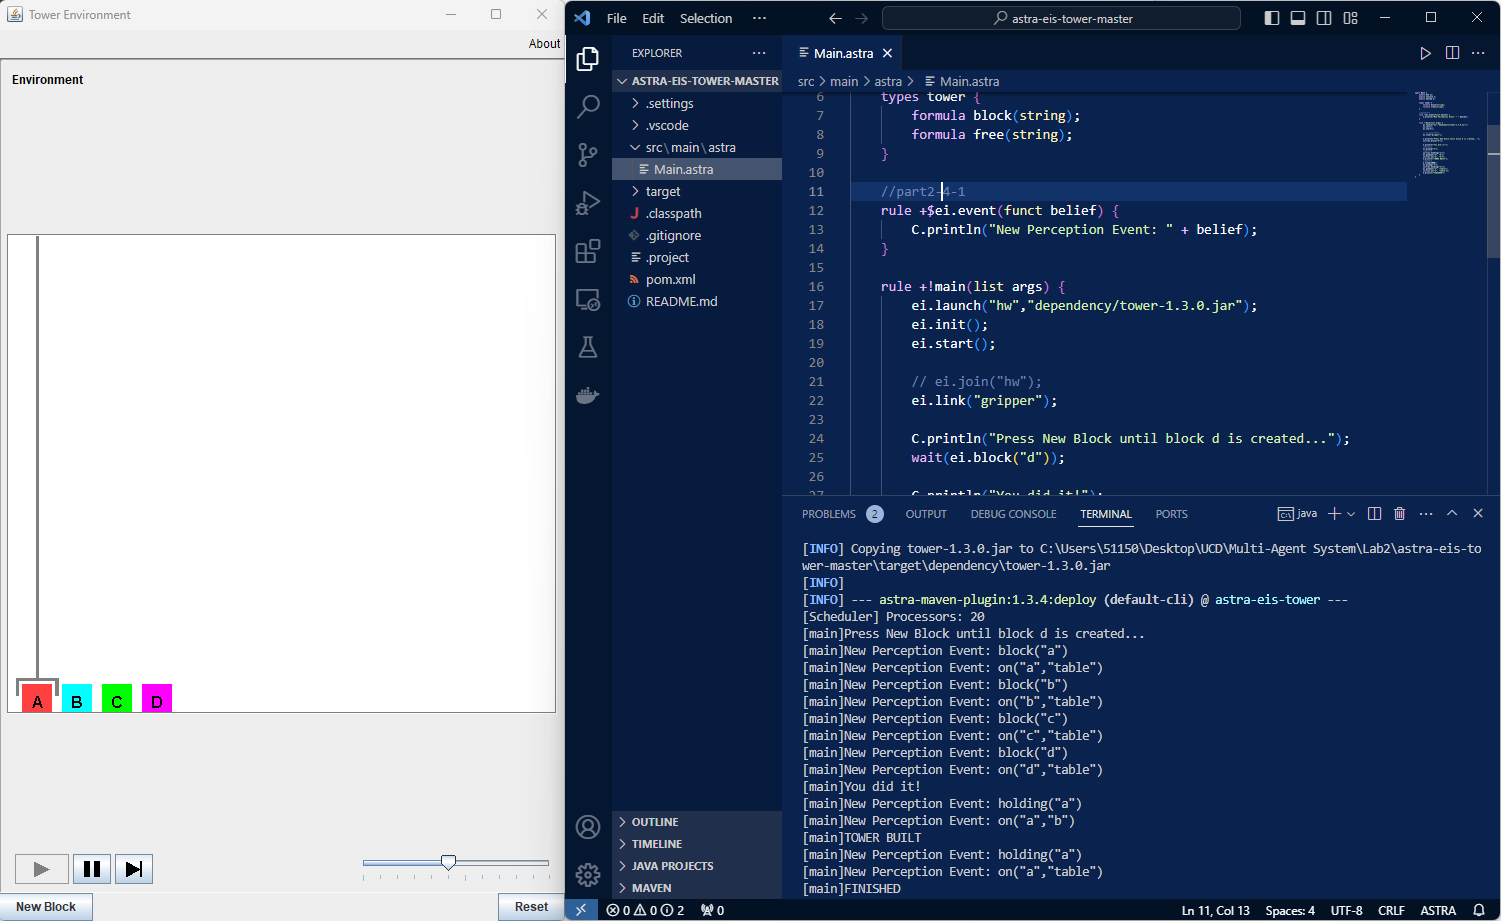 Tower Environment
About
Environment
A B C D
New Block
Reset
File Edit Selection ···
astra-eis-tower-master
EXPLORER
ASTRA-EIS-TOWER-MASTER
.settings
.vscode
src\main\astra
Main.astra
target
.classpath
.gitignore
.project
pom.xml
README.md
OUTLINE
TIMELINE
JAVA PROJECTS
MAVEN
Main.astra
src > main > astra > Main.astra
6 types tower {
7 formula block(string);
8 formula free(string);
9 }
10
11 //part2-4-1
12 rule +$ei.event(funct belief) {
13 C.println("New Perception Event: " + belief);
14 }
15
16 rule +!main(list args) {
17 ei.launch("hw","dependency/tower-1.3.0.jar");
18 ei.init();
19 ei.start();
20
21 // ei.join("hw");
22 ei.link("gripper");
23
24 C.println("Press New Block until block d is created...");
25 wait(ei.block("d"));
26
27 C.println("You did it!");
PROBLEMS 2 OUTPUT DEBUG CONSOLE TERMINAL PORTS
java
[INFO] Copying tower-1.3.0.jar to C:\Users\51150\Desktop\UCD\Multi-Agent System\Lab2\astra-eis-to
wer-master\target\dependency\tower-1.3.0.jar
[INFO]
[INFO] --- astra-maven-plugin:1.3.4:deploy (default-cli) @ astra-eis-tower ---
[Scheduler] Processors: 20
[main]Press New Block until block d is created...
[main]New Perception Event: block("a")
[main]New Perception Event: on("a","table")
[main]New Perception Event: block("b")
[main]New Perception Event: on("b","table")
[main]New Perception Event: block("c")
[main]New Perception Event: on("c","table")
[main]New Perception Event: block("d")
[main]New Perception Event: on("d","table")
[main]You did it!
[main]New Perception Event: holding("a")
[main]New Perception Event: on("a","b")
[main]TOWER BUILT
[main]New Perception Event: holding("a")
[main]New Perception Event: on("a","table")
[main]FINISHED
0 0 2 0
Ln 11, Col 13 Spaces: 4 UTF-8 CRLF ASTRA